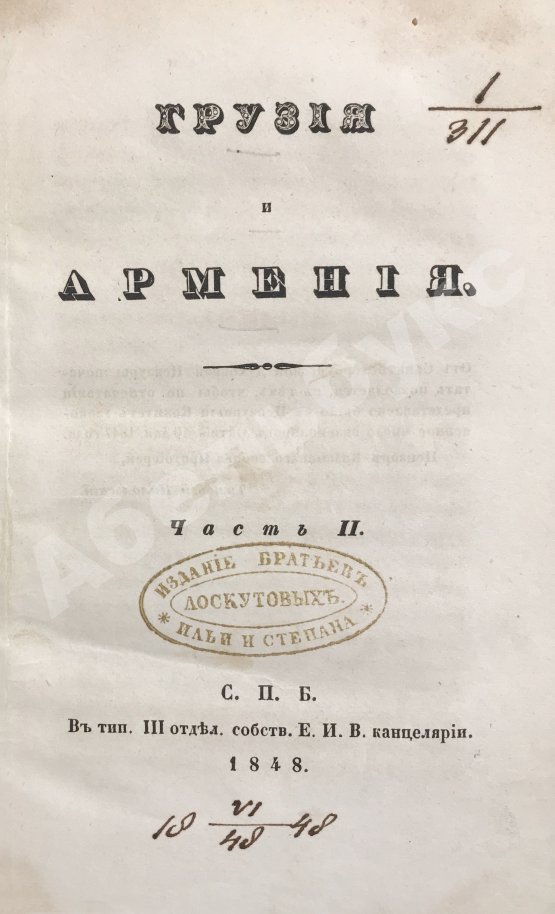 1
311
ГРУЗІЯ
И
АРМЕНІЯ.
Часть II.
ИЗДАНІЕ БРАТЬЕВЪ
ЛОСКУТОВЫХЪ.
* ИЛЬИ И СТЕПАНА *
С. П. Б.
Въ тип. III отдѣл. собств. Е. И. В. канцеляріи.
1848.
18 VI 48
48